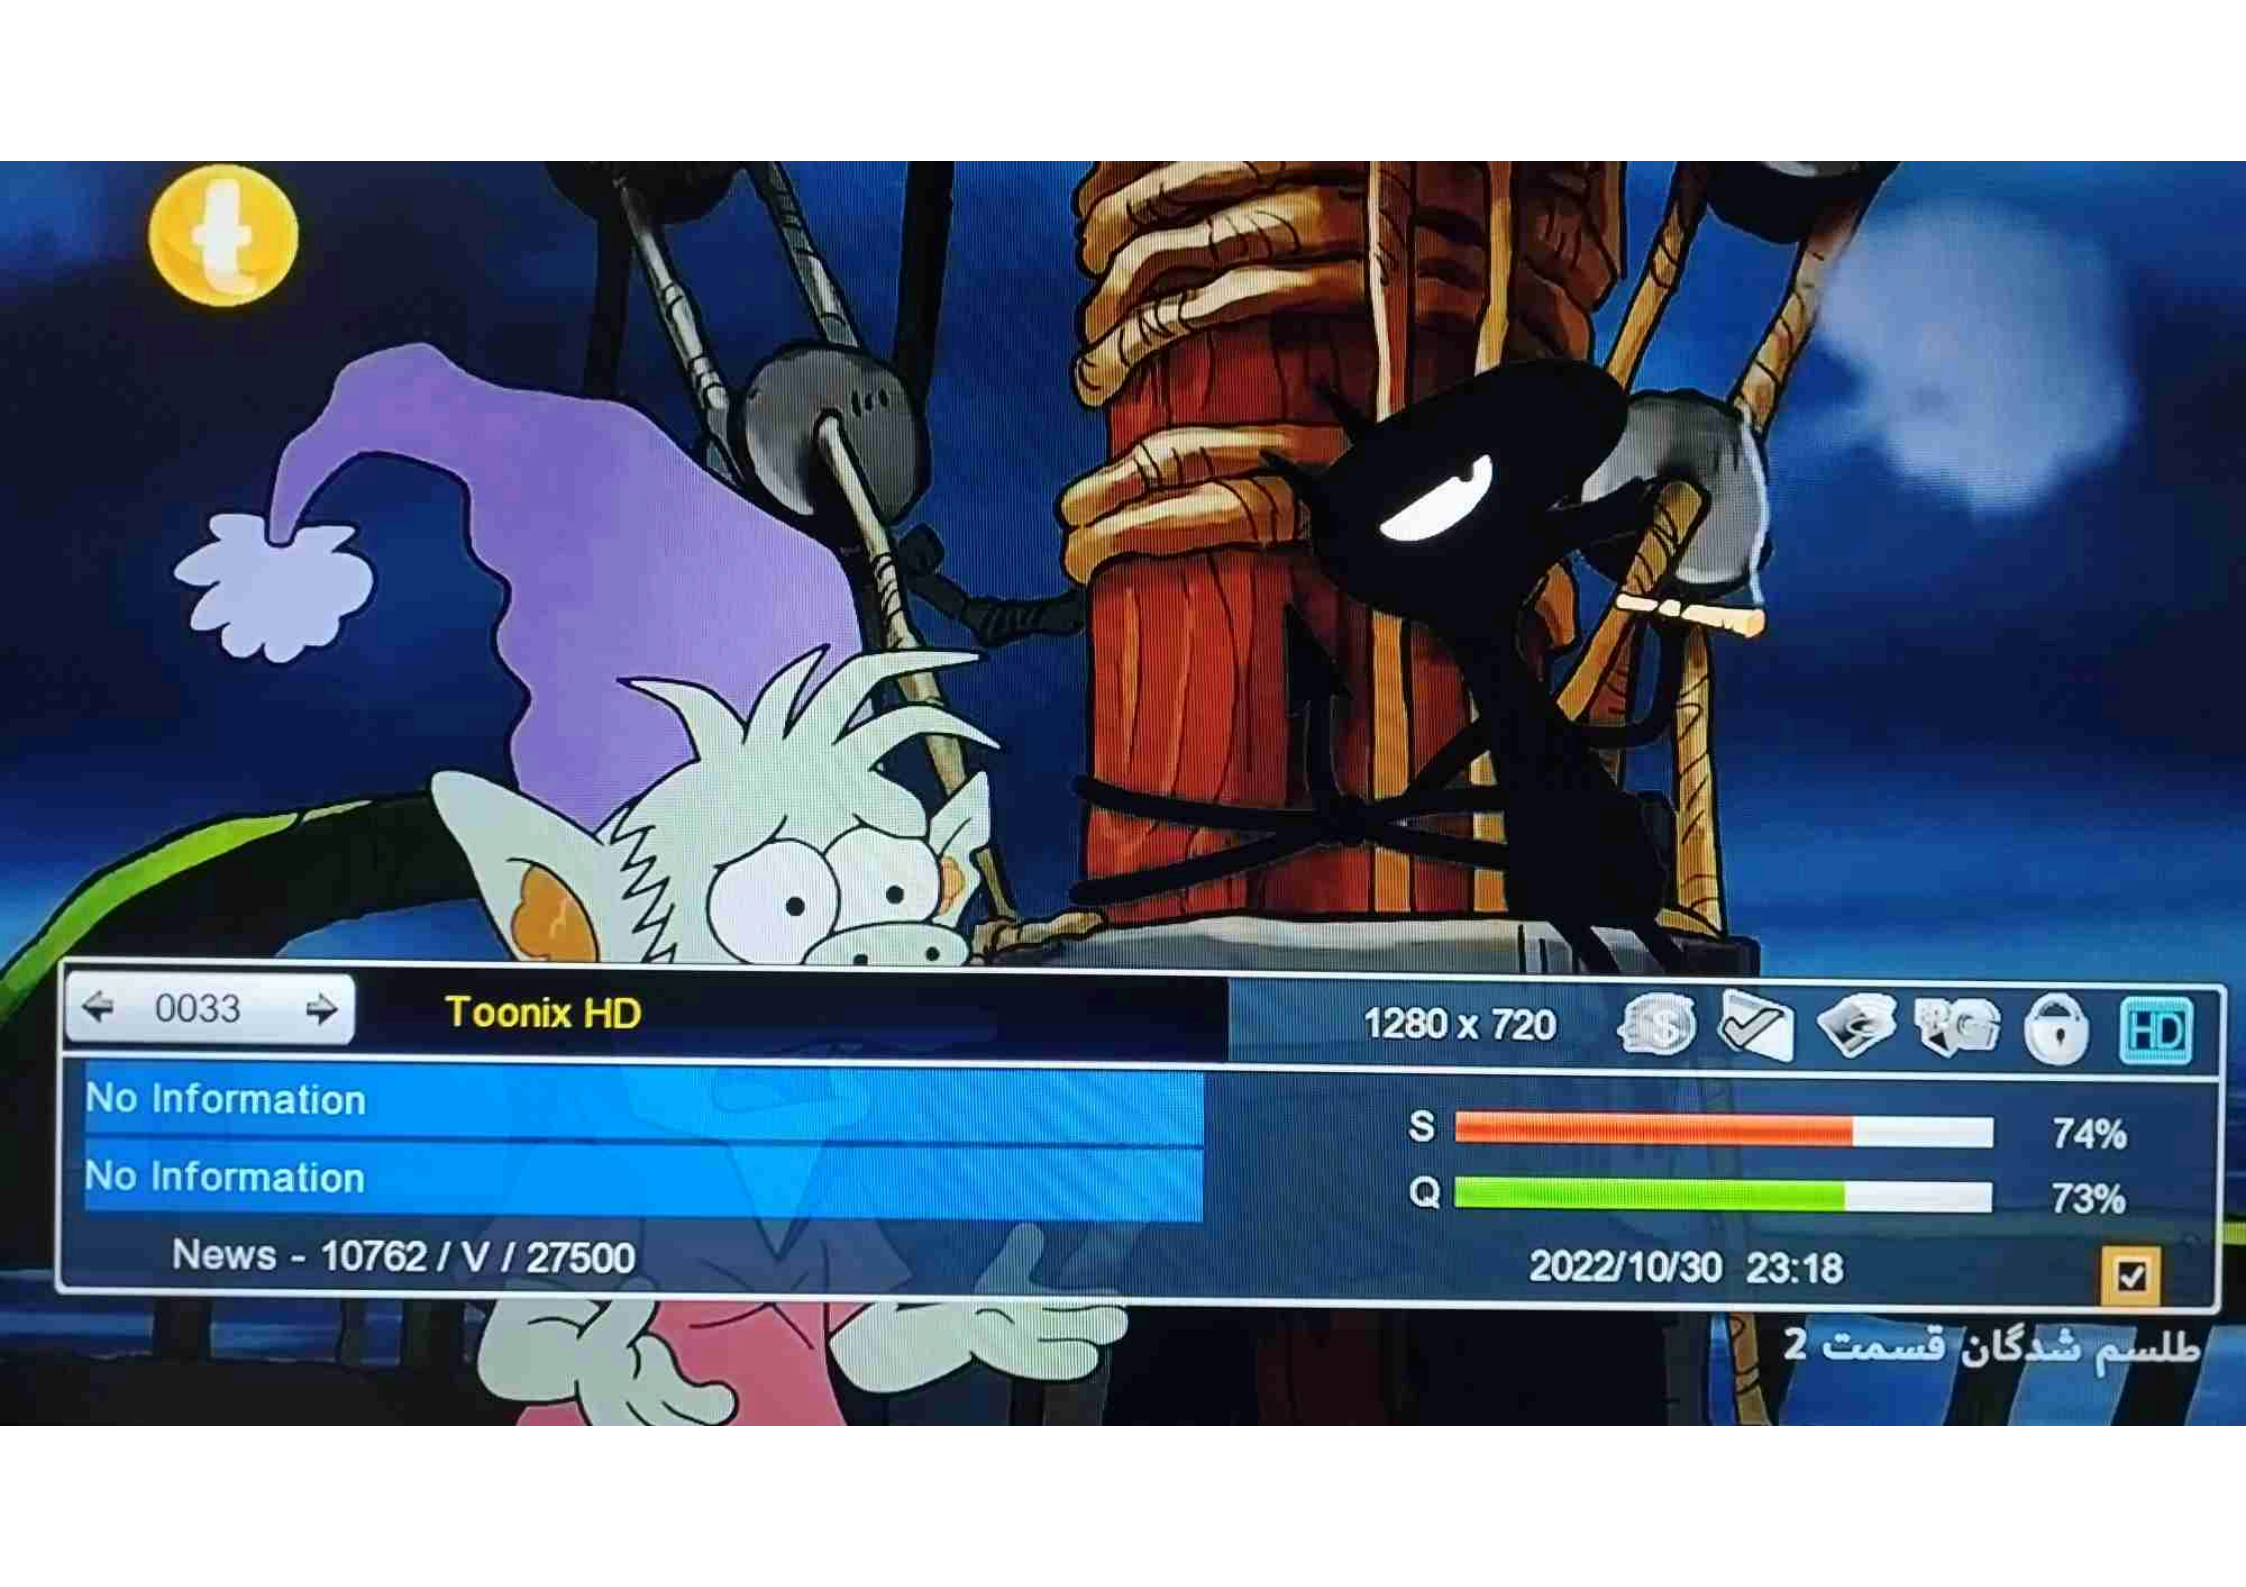 t
0033
Toonix HD
1280 x 720
HD
No Information
S
74%
No Information
Q
73%
News - 10762 / V / 27500
2022/10/30 23:18
طلسم شدگان قسمت 2